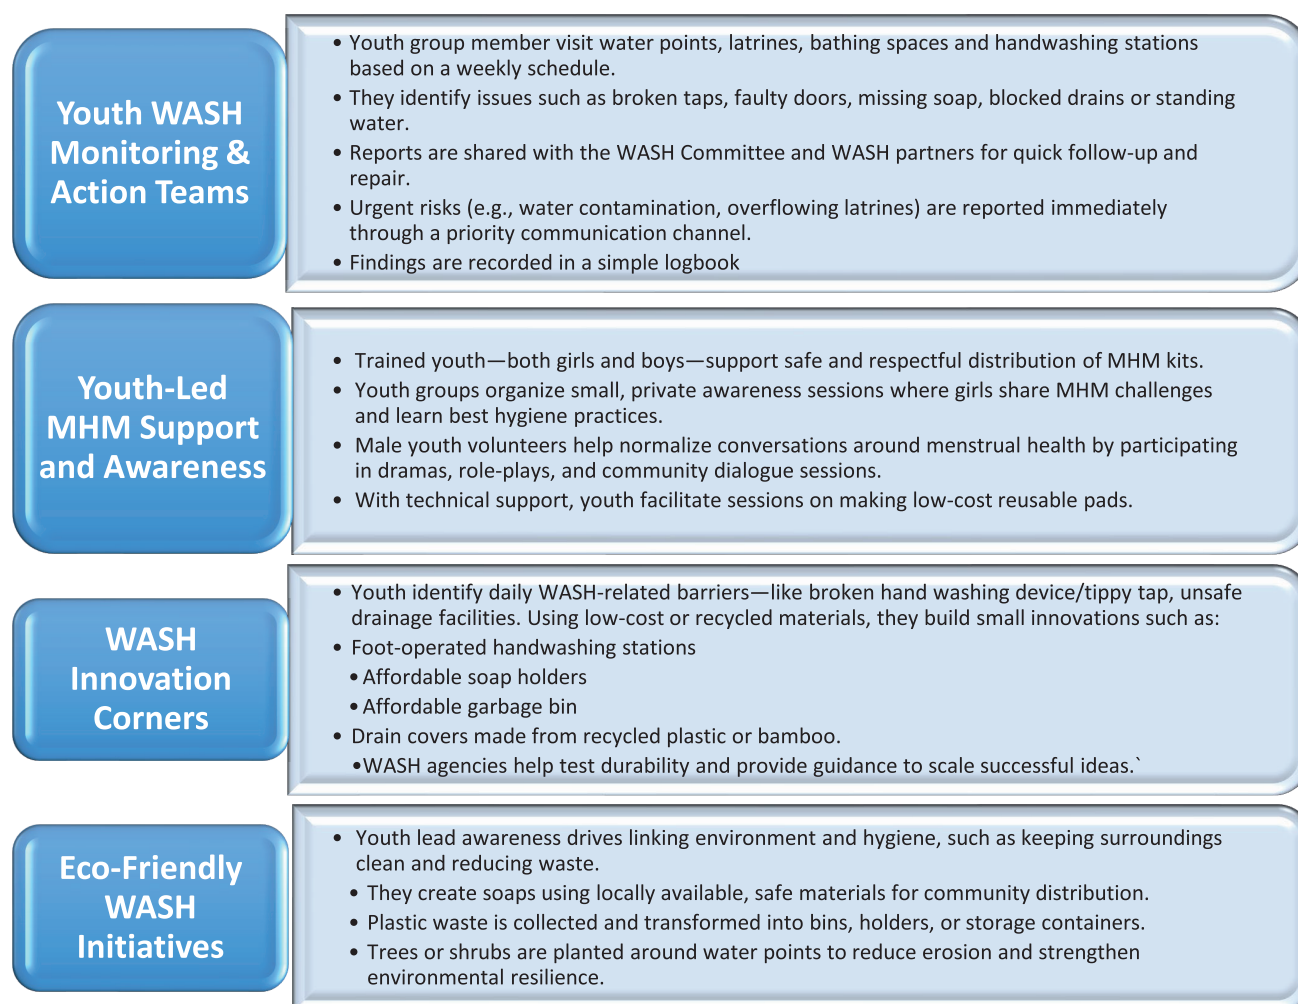 Youth WASH
Monitoring &
Action Teams
• Youth group member visit water points, latrines, bathing spaces and handwashing stations
based on a weekly schedule.
• They identify issues such as broken taps, faulty doors, missing soap, blocked drains or standing
water.
• Reports are shared with the WASH Committee and WASH partners for quick follow-up and
repair.
• Urgent risks (e.g., water contamination, overflowing latrines) are reported immediately
through a priority communication channel.
• Findings are recorded in a simple logbook
Youth-Led
MHM Support
and Awareness
• Trained youth—both girls and boys—support safe and respectful distribution of MHM kits.
• Youth groups organize small, private awareness sessions where girls share MHM challenges
and learn best hygiene practices.
• Male youth volunteers help normalize conversations around menstrual health by participating
in dramas, role-plays, and community dialogue sessions.
• With technical support, youth facilitate sessions on making low-cost reusable pads.
WASH
Innovation
Corners
• Youth identify daily WASH-related barriers—like broken hand washing device/tippy tap, unsafe
drainage facilities. Using low-cost or recycled materials, they build small innovations such as:
• Foot-operated handwashing stations
• Affordable soap holders
• Affordable garbage bin
• Drain covers made from recycled plastic or bamboo.
•WASH agencies help test durability and provide guidance to scale successful ideas.`
Eco-Friendly
WASH
Initiatives
• Youth lead awareness drives linking environment and hygiene, such as keeping surroundings
clean and reducing waste.
• They create soaps using locally available, safe materials for community distribution.
• Plastic waste is collected and transformed into bins, holders, or storage containers.
• Trees or shrubs are planted around water points to reduce erosion and strengthen
environmental resilience.